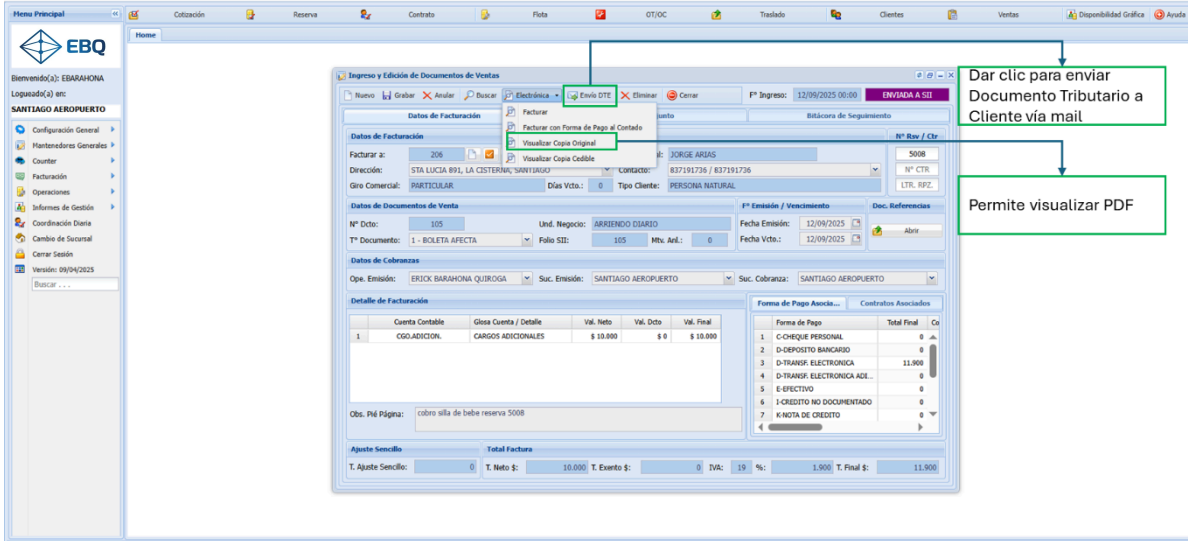 Menu Principal
Cotización
Reserva
Contrato
Flota
OT/OC
Traslado
Clientes
Ventas
Disponibilidad Gráfica
Ayuda
Home
EBQ
Bienvenido(a): EBARAHONA
Logueado(a) en:
SANTIAGO AEROPUERTO
Configuración General
Mantenedores Generales
Counter
Facturación
Operaciones
Informes de Gestión
Coordinación Diaria
Cambio de Sucursal
Cerrar Sesión
Versión: 09/04/2025
Buscar . . .
Ingreso y Edición de Documentos de Ventas
Nuevo Grabar Anular Buscar Electrónica Envío DTE Eliminar Cerrar Fº Ingreso: 12/09/2025 00:00 ENVIADA A SII
Datos de Facturación
unto
Bitácora de Seguimiento
Facturar
Facturar con Forma de Pago al Contado
Visualizar Copia Original
Visualizar Copia Cedible
Datos de Facturación
Nº Rsv / Ctr
Facturar a: 206
al: JORGE ARIAS
5008
Dirección: STA LUCIA 891, LA CISTERNA, SANTIAGO Contacto: 837191736 / 837191736 Nº CTR
Giro Comercial: PARTICULAR Días Vcto.: 0 Tipo Cliente: PERSONA NATURAL LTR. RPZ.
Datos de Documentos de Venta
Fº Emisión / Vencimiento
Doc. Referencias
Nº Dcto: 105 Und. Negocio: ARRIENDO DIARIO Fecha Emisión: 12/09/2025
Abrir
Tº Documento: 1 - BOLETA AFECTA Folio SII: 105 Mtv. Anl.: 0 Fecha Vcto.: 12/09/2025
Datos de Cobranzas
Ope. Emisión: ERICK BARAHONA QUIROGA Suc. Emisión: SANTIAGO AEROPUERTO Suc. Cobranza: SANTIAGO AEROPUERTO
Detalle de Facturación
Cuenta Contable Glosa Cuenta / Detalle Val. Neto Val. Dcto Val. Final
1 CGO.ADICION. CARGOS ADICIONALES $ 10.000 $ 0 $ 10.000
Obs. Pié Página: cobro silla de bebe reserva 5008
Forma de Pago Asocia... Contratos Asociados
Forma de Pago Total Final Co
1 C-CHEQUE PERSONAL 0
2 D-DEPOSITO BANCARIO 0
3 D-TRANSF. ELECTRONICA 11.900
4 D-TRANSF. ELECTRONICA ADI... 0
5 E-EFECTIVO 0
6 I-CREDITO NO DOCUMENTADO 0
7 K-NOTA DE CREDITO 0
Ajuste Sencillo
Total Factura
T. Ajuste Sencillo: 0 T. Neto $: 10.000 T. Exento $: 0 IVA: 19 %: 1.900 T. Final $: 11.900
Dar clic para enviar
Documento Tributario a
Cliente vía mail
Permite visualizar PDF